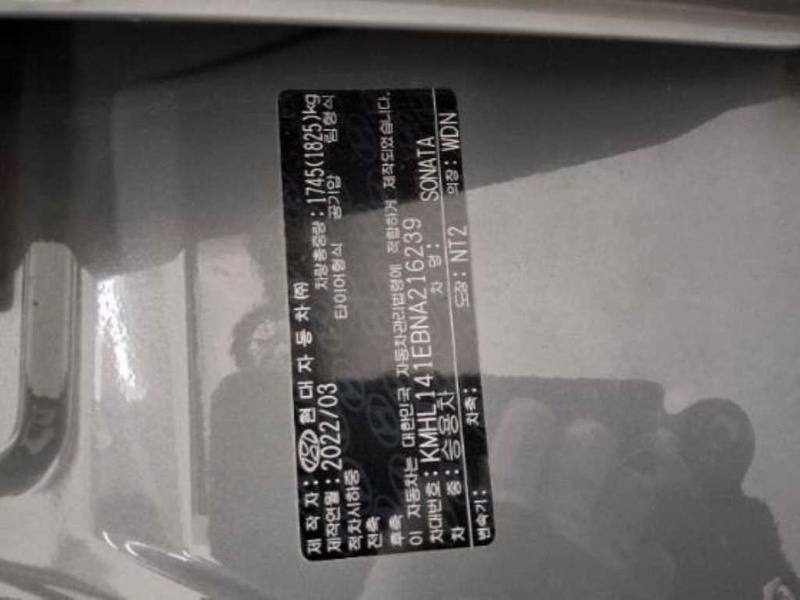 제 작 자 : 현 대 자 동 차 (주)
제작연월 : 2022/03 차량총중량 : 1745(1825)kg
적차시하중 타이어형식 공기압 림형식
전축
후축
이 자동차는 대한민국 자동차관리법령에 적합하게 제작되었습니다.
차대번호 : KMHL141EBNA216239
차 종 : 승용차 차 명 : SONATA
변속기 : 차축 : 도장 : NT2 의장 : WDN